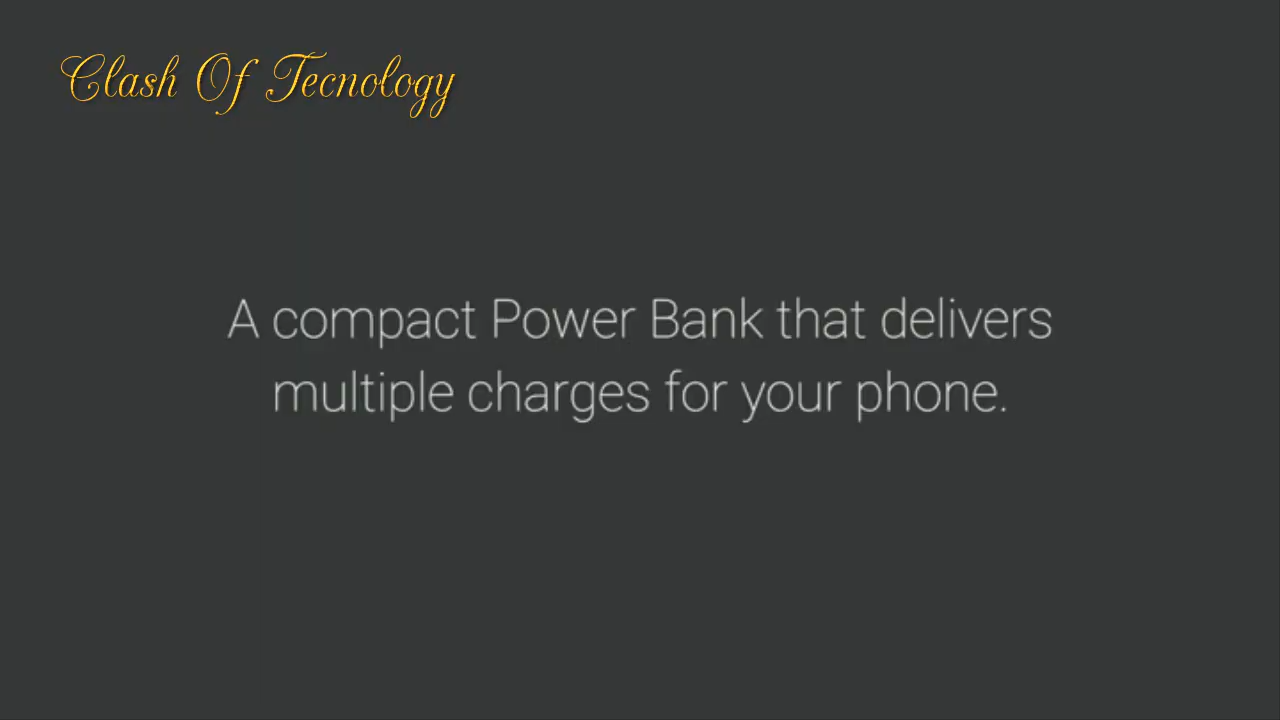 Clash Of Tecnology
A compact Power Bank that delivers
multiple charges for your phone.